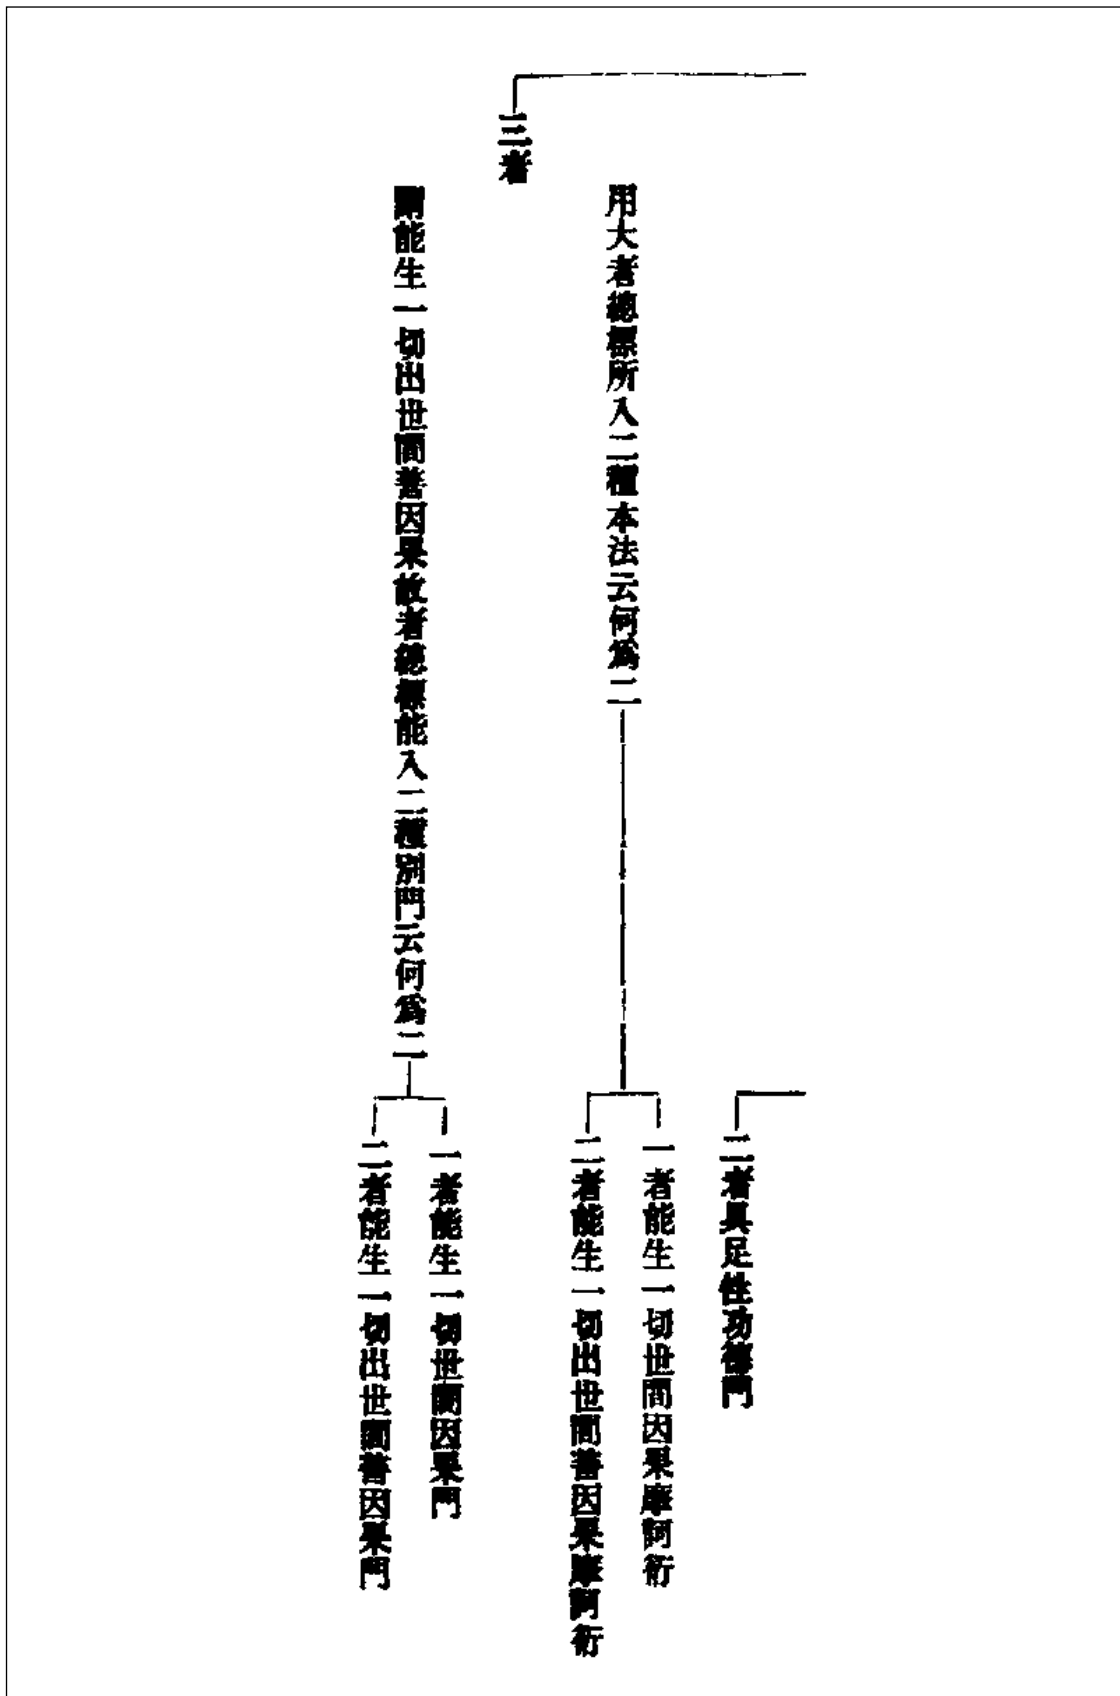 二者具足性功德門
三者
用大者總標所入二種本法云何爲二
一者能生一切世間因果摩訶衍
二者能生一切出世間善因果摩訶衍
能生一切出世間善因果故者總標能入二種別門云何爲二
一者能生一切世間因果門
二者能生一切出世間善因果門